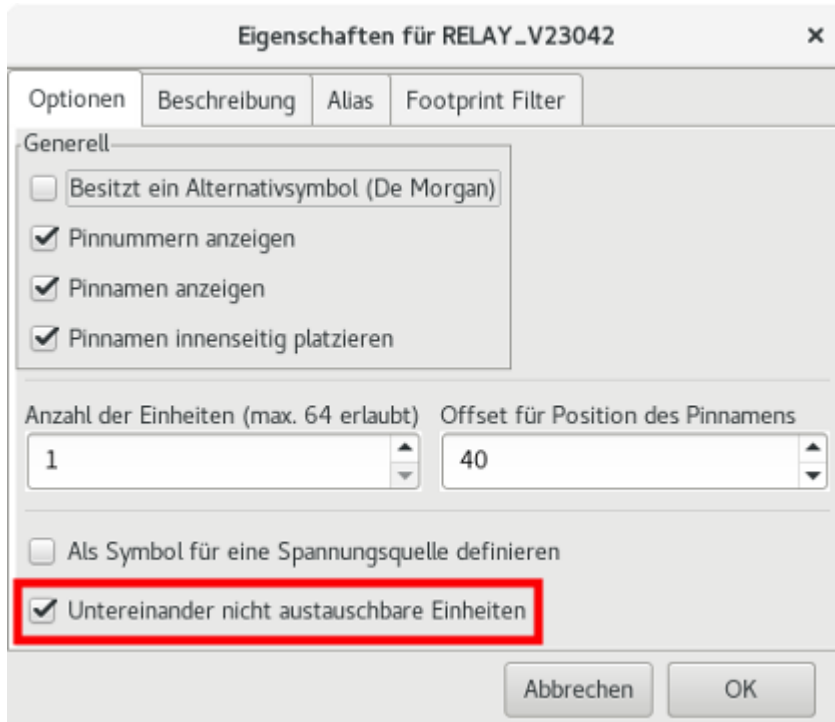 Eigenschaften für RELAY_V23042
Optionen Beschreibung Alias Footprint Filter
Generell
Besitzt ein Alternativsymbol (De Morgan)
Pinnummern anzeigen
Pinnamen anzeigen
Pinnamen innenseitig platzieren
Anzahl der Einheiten (max. 64 erlaubt) Offset für Position des Pinnamens
1 40
Als Symbol für eine Spannungsquelle definieren
Untereinander nicht austauschbare Einheiten
Abbrechen OK